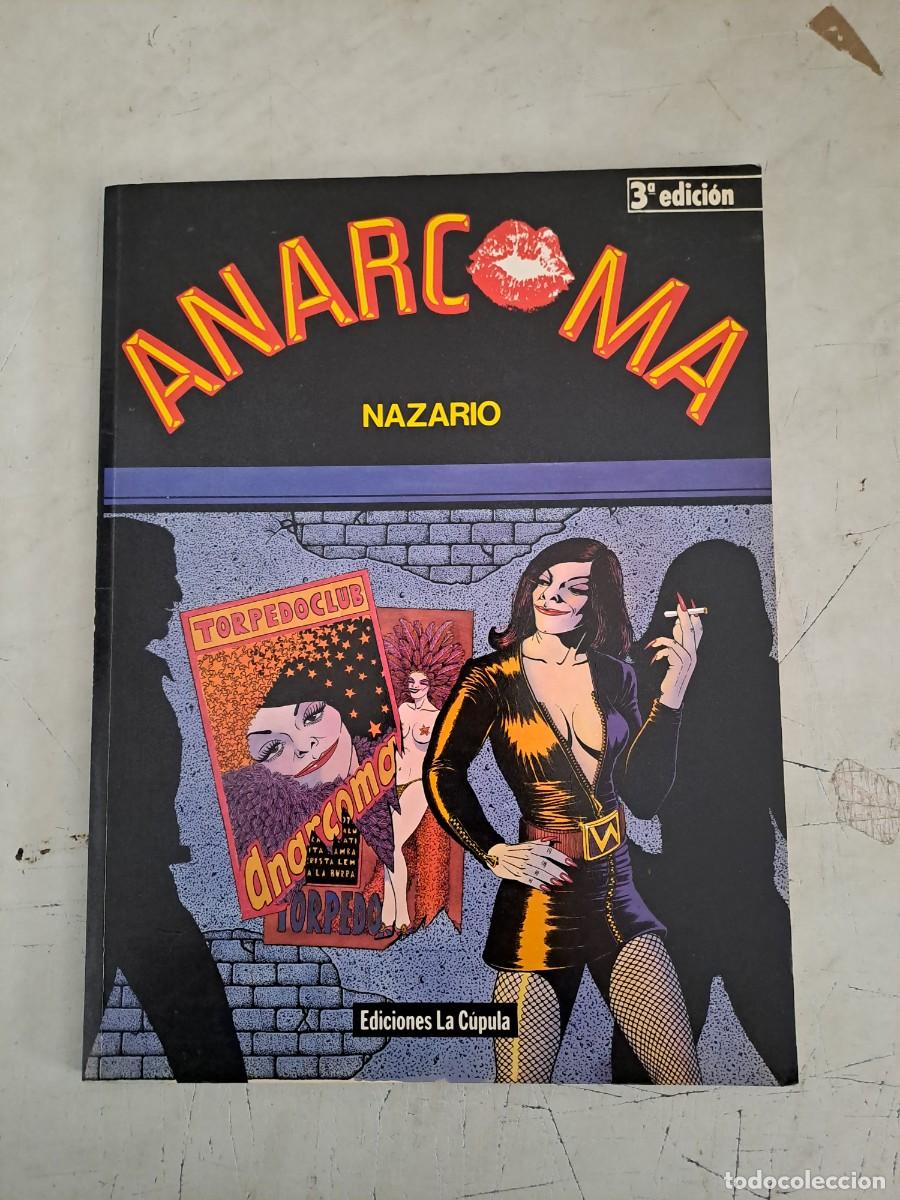 3ª edición
ANARCOMA
NAZARIO
TORPEDOCLUB
anarcoma
TORPEDO
Ediciones La Cúpula
todocoleccion